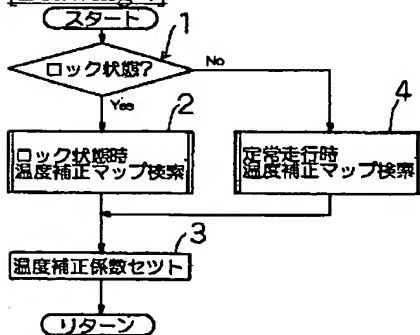 スタート
1
ロック状態?
No
Yes
2
4
ロック状態時
温度補正マップ検索
定常走行時
温度補正マップ検索
3
温度補正係数セット
リターン